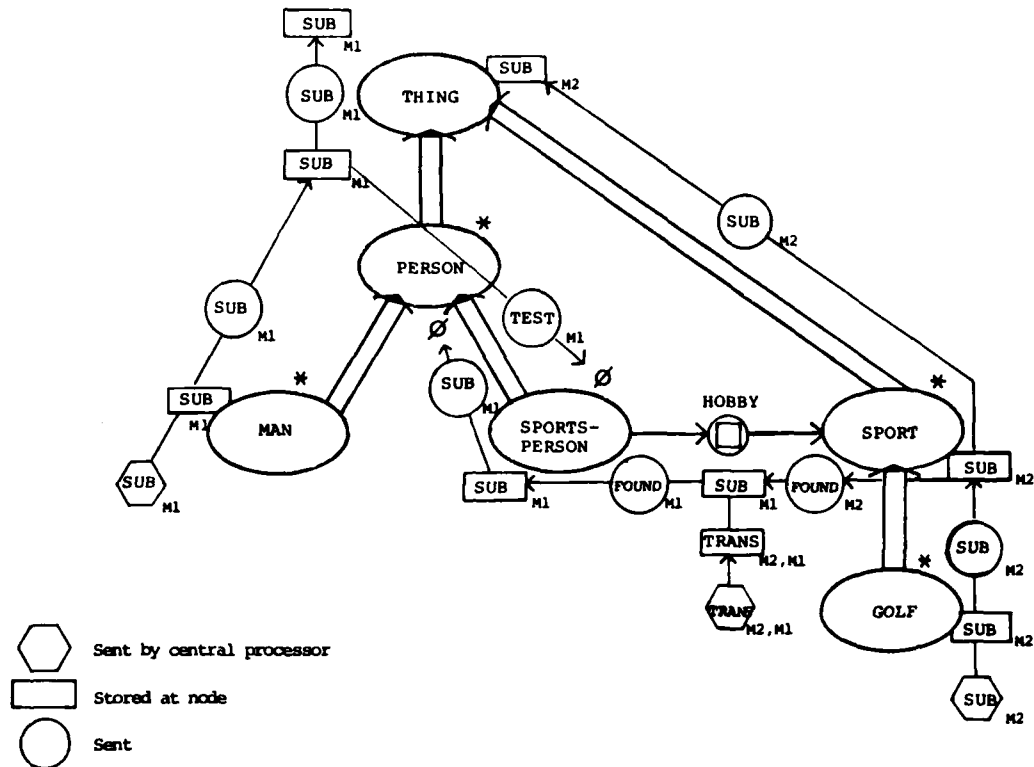 SUB
M1
SUB
M1
SUB
M1
THING
SUB
M2
SUB
M2
PERSON
*
TEST
M1
SUB
M1
SUB
M1
MAN
*
SUB
M1
Ø
SUB
M1
Ø
SPORTS-
PERSON
HOBBY
SPORT
*
SUB
M1
FOUND
M1
SUB
M1
FOUND
M2
SUB
M2
TRANS
M2,M1
TRANS
M2,M1
SUB
M2
GOLF
*
SUB
M2
SUB
M2
Sent by central processor
Stored at node
Sent